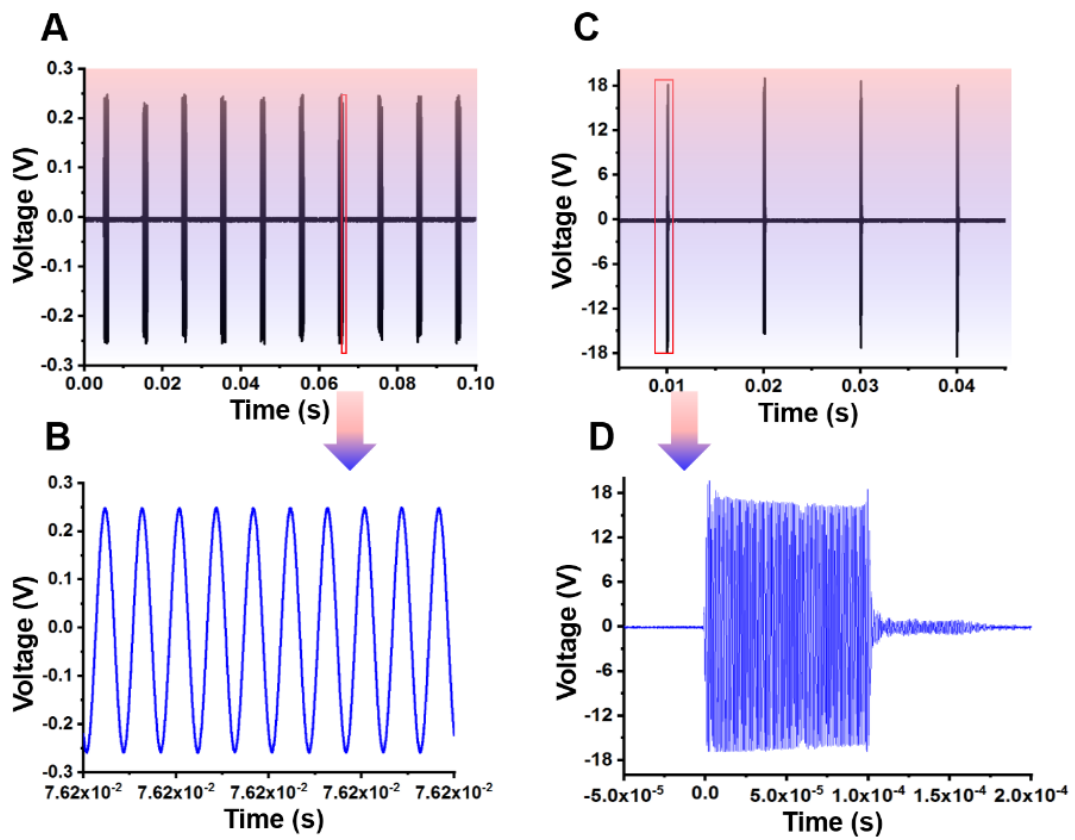 A
0.3
0.2
0.1
0.0
-0.1
-0.2
-0.3
Voltage (V)
0.00 0.02 0.04 0.06 0.08 0.10
Time (s)
C
18
12
6
0
-6
-12
-18
Voltage (V)
0.01 0.02 0.03 0.04
Time (s)
B
0.3
0.2
0.1
0.0
-0.1
-0.2
-0.3
Voltage (V)
7.62x10⁻² 7.62x10⁻² 7.62x10⁻² 7.62x10⁻² 7.62x10⁻²
Time (s)
D
18
12
6
0
-6
-12
-18
Voltage (V)
-5.0x10⁻⁵ 0.0 5.0x10⁻⁵ 1.0x10⁻⁴ 1.5x10⁻⁴ 2.0x10⁻⁴
Time (s)